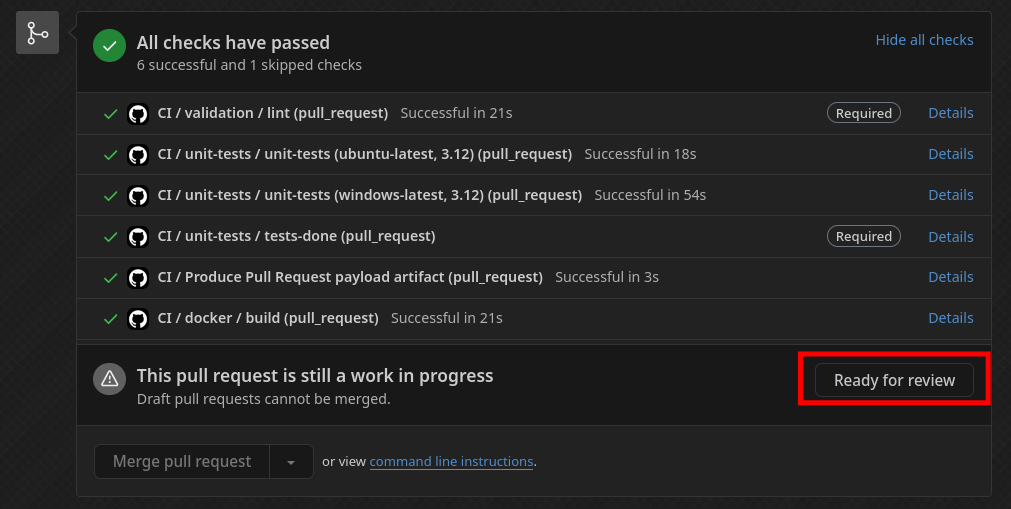 All checks have passed
Hide all checks
6 successful and 1 skipped checks
CI / validation / lint (pull_request) Successful in 21s Required Details
CI / unit-tests / unit-tests (ubuntu-latest, 3.12) (pull_request) Successful in 18s Details
CI / unit-tests / unit-tests (windows-latest, 3.12) (pull_request) Successful in 54s Details
CI / unit-tests / tests-done (pull_request) Required Details
CI / Produce Pull Request payload artifact (pull_request) Successful in 3s Details
CI / docker / build (pull_request) Successful in 21s Details
This pull request is still a work in progress
Draft pull requests cannot be merged.
Ready for review
Merge pull request or view command line instructions.